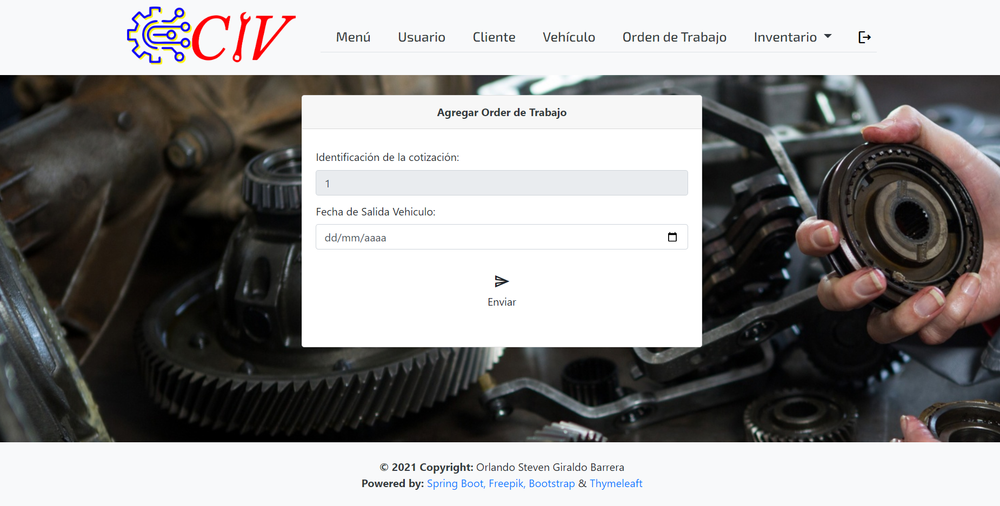 CIV
Menú Usuario Cliente Vehículo Orden de Trabajo Inventario
Agregar Order de Trabajo
Identificación de la cotización:
1
Fecha de Salida Vehiculo:
dd/mm/aaaa
Enviar
© 2021 Copyright: Orlando Steven Giraldo Barrera
Powered by: Spring Boot, Freepik, Bootstrap & Thymeleaft